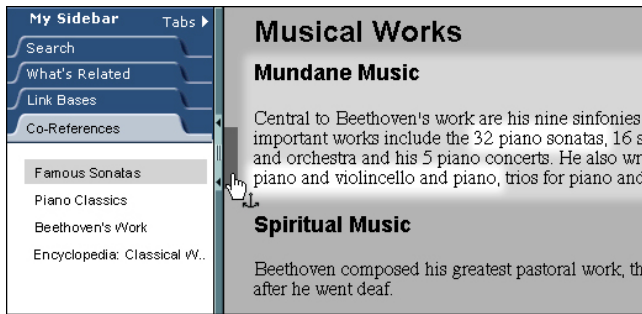 My Sidebar
Tabs
Search
What's Related
Link Bases
Co-References
Famous Sonatas
Piano Classics
Beethoven's Work
Encyclopedia: Classical W..
Musical Works
Mundane Music
Central to Beethoven's work are his nine sinfonies
important works include the 32 piano sonatas, 16 s
and orchestra and his 5 piano concerts. He also wr
piano and violincello and piano, trios for piano and
Spiritual Music
Beethoven composed his greatest pastoral work, th
after he went deaf.